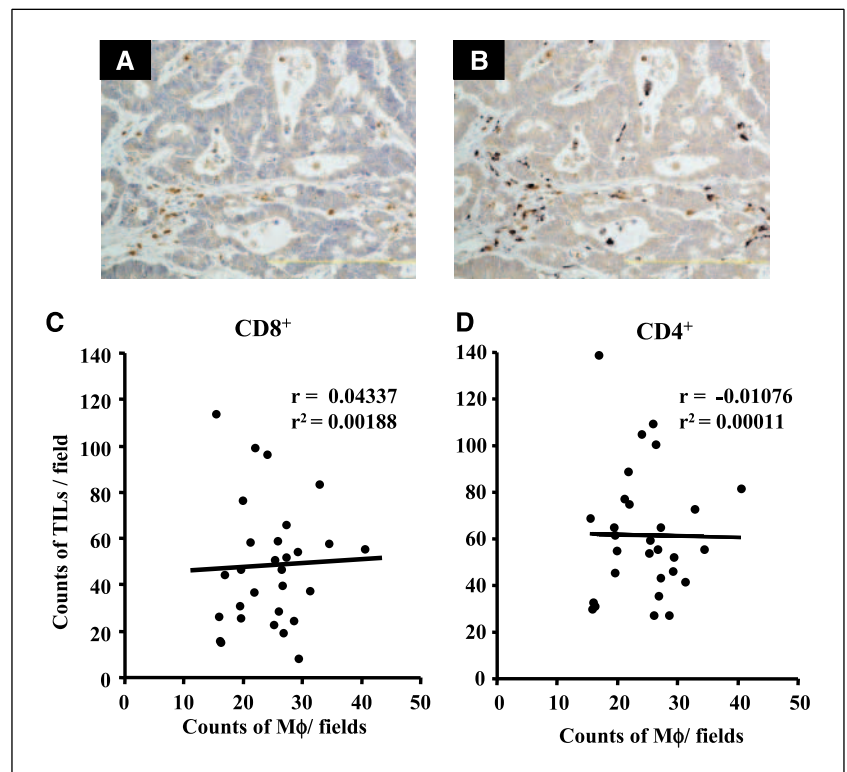 A
B
C
CD8+
140
120
100
80
60
40
20
0
Counts of TILs / field
r = 0.04337
r2 = 0.00188
0 10 20 30 40 50
Counts of Mϕ/ fields
D
CD4+
140
120
100
80
60
40
20
0
r = -0.01076
r2 = 0.00011
0 10 20 30 40 50
Counts of Mϕ/ fields